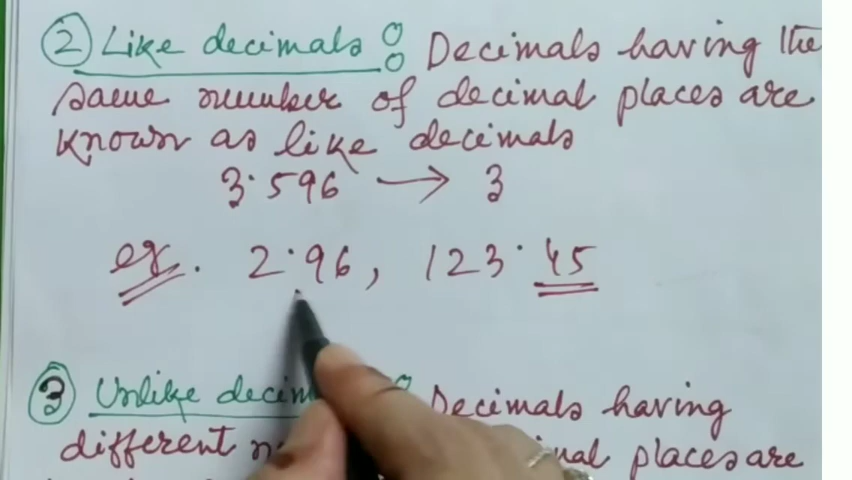 ② Like decimals : Decimals having the
same number of decimal places are
known as like decimals
3.596 → 3
eg. 2.96, 123.45
③ Unlike Decimals having
different decimal places are